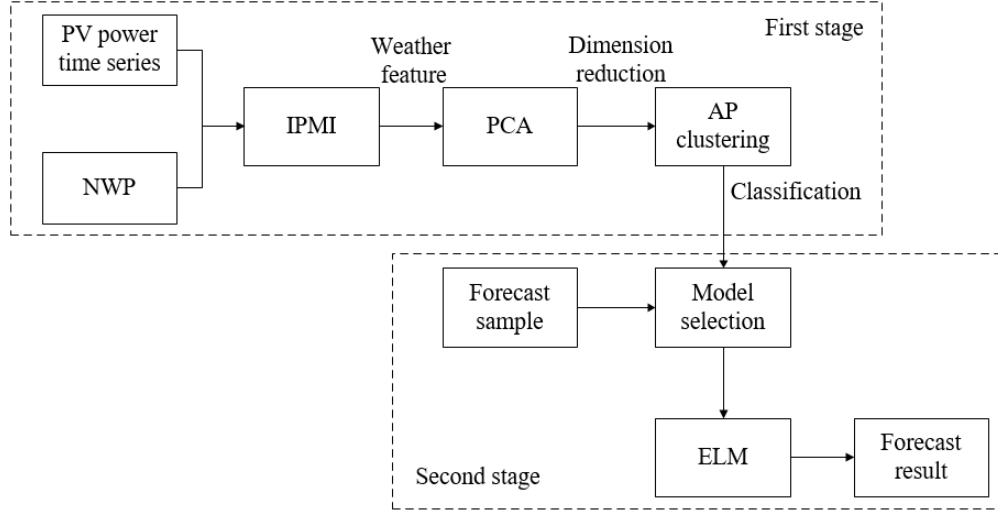 PV power
time series
First stage
Weather
feature
Dimension
reduction
IPMI
PCA
AP
clustering
NWP
Classification
Forecast
sample
Model
selection
ELM
Forecast
result
Second stage